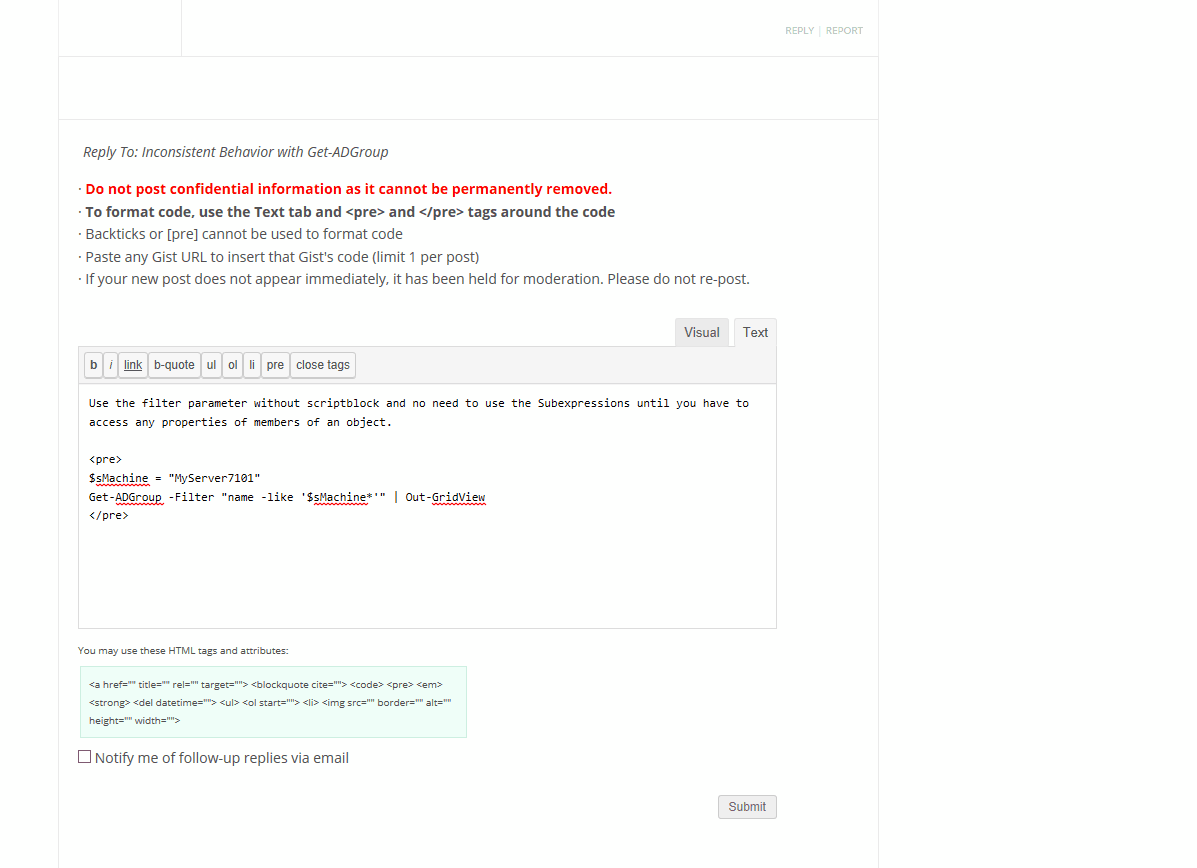 REPLY | REPORT
Reply To: Inconsistent Behavior with Get-ADGroup
· Do not post confidential information as it cannot be permanently removed.
· To format code, use the Text tab and <pre> and </pre> tags around the code
· Backticks or [pre] cannot be used to format code
· Paste any Gist URL to insert that Gist's code (limit 1 per post)
· If your new post does not appear immediately, it has been held for moderation. Please do not re-post.
Visual Text
b i link b-quote ul ol li pre close tags
Use the filter parameter without scriptblock and no need to use the Subexpressions until you have to
access any properties of members of an object.
<pre>
$sMachine = "MyServer7101"
Get-ADGroup -Filter "name -like '$sMachine*'" | Out-GridView
</pre>
You may use these HTML tags and attributes:
<a href="" title="" rel="" target=""> <blockquote cite=""> <code> <pre> <em>
<strong> <del datetime=""> <ul> <ol start=""> <li> <img src="" border="" alt=""
height="" width="">
Notify me of follow-up replies via email
Submit